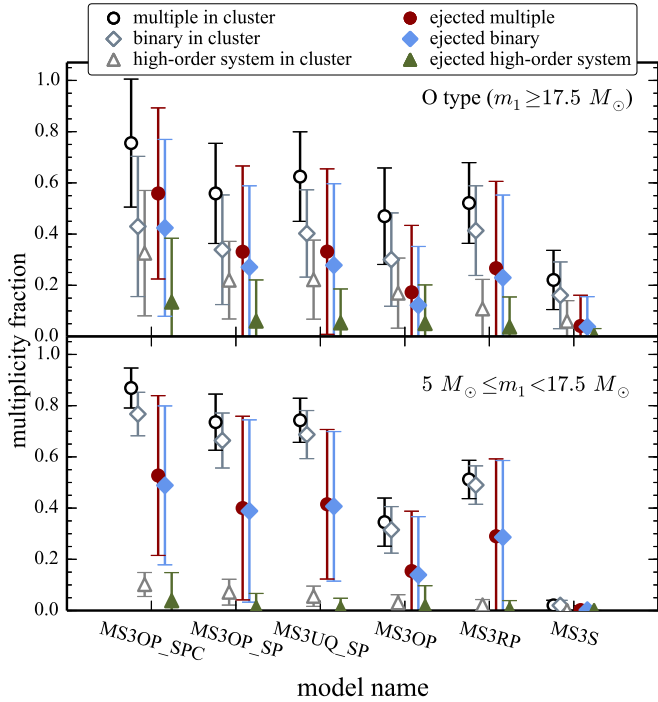 multiple in cluster ejected multiple
binary in cluster ejected binary
high-order system in cluster ejected high-order system
O type (m₁ ≥17.5 M⊙)
1.0
0.8
0.6
0.4
0.2
0.0
5 M⊙ ≤m₁ <17.5 M⊙
1.0
0.8
0.6
0.4
0.2
0.0
multiplicity fraction
MS3OP_SPC MS3OP_SP MS3UQ_SP MS3OP MS3RP MS3S
model name